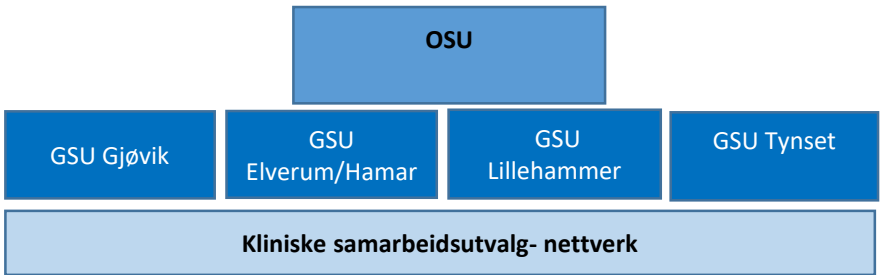 OSU
GSU Gjøvik
GSU
Elverum/Hamar
GSU
Lillehammer
GSU Tynset
Kliniske samarbeidsutvalg- nettverk